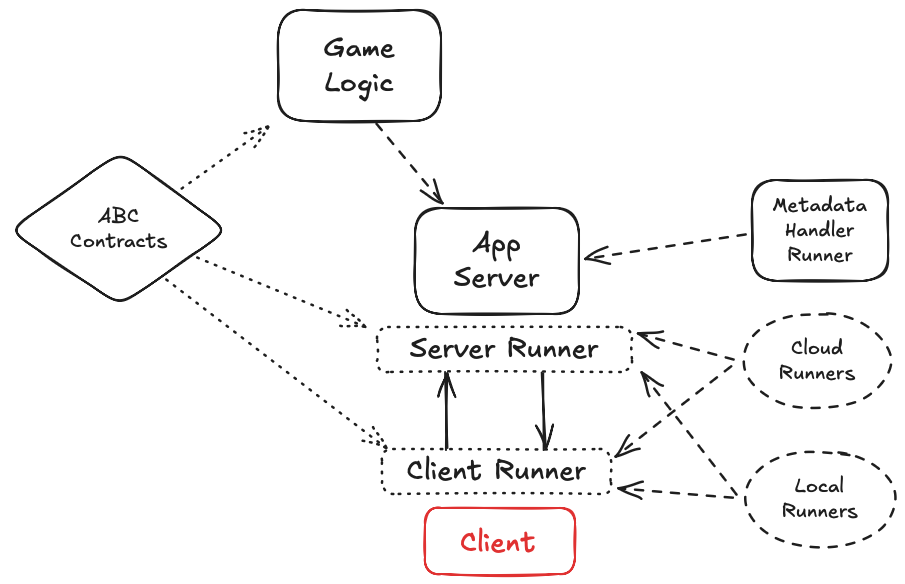 Game
Logic
ABC
Contracts
App
Server
Metadata
Handler
Runner
Server Runner
Cloud
Runners
Client Runner
Local
Runners
Client